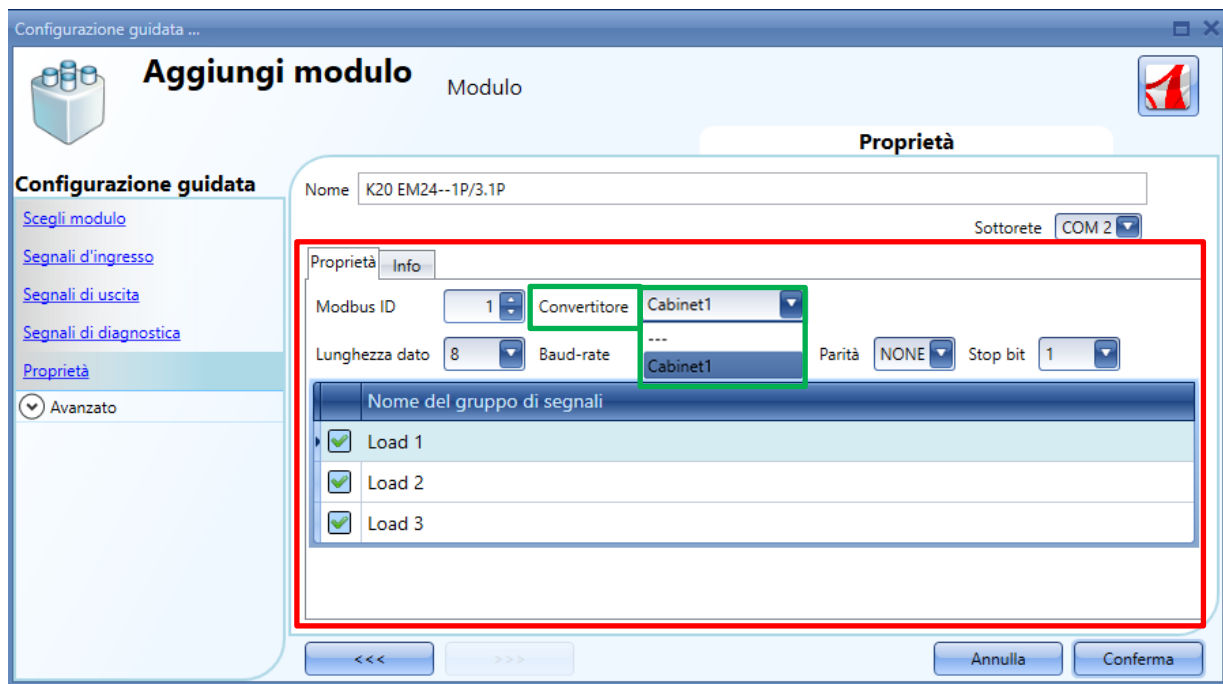 Configurazione guidata ...
Aggiungi modulo
Modulo
Proprietà
Configurazione guidata
Scegli modulo
Segnali d'ingresso
Segnali di uscita
Segnali di diagnostica
Proprietà
Avanzato
Nome K20 EM24--1P/3.1P
Sottorete COM 2
Proprietà Info
Modbus ID 1 Convertitore Cabinet1
---
Cabinet1
Lunghezza dato 8 Baud-rate Parità NONE Stop bit 1
Nome del gruppo di segnali
Load 1
Load 2
Load 3
<<< >>> Annulla Conferma